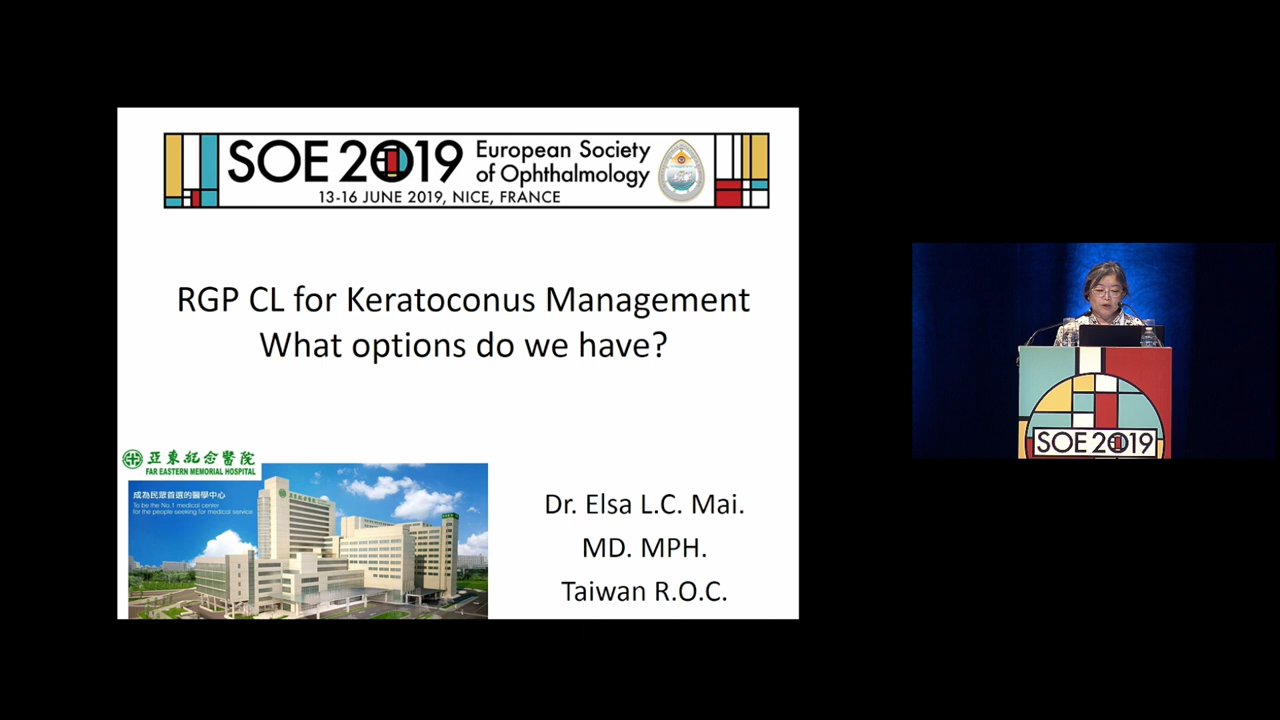 SOE 2019
European Society
of Ophthalmology
13-16 JUNE 2019, NICE, FRANCE
RGP CL for Keratoconus Management
What options do we have?
亞東紀念醫院
FAR EASTERN MEMORIAL HOSPITAL
成為民眾首選的醫學中心
To be the No.1 medical center
for the people seeking for medical service
Dr. Elsa L.C. Mai.
MD. MPH.
Taiwan R.O.C.
SOE 2019